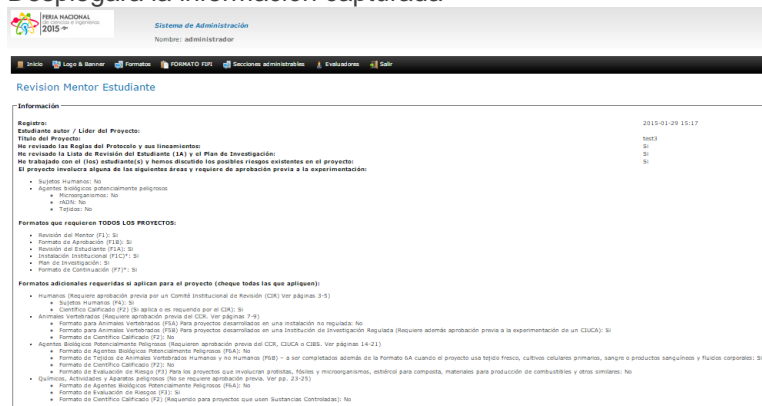 Desplegará la información capturada
FERIA NACIONAL
de ciencias e ingenierías
2015
Sistema de Administración
Nombre: administrador
Inicio Logo & Banner Formatos FORMATO FIPI Secciones administrables Evaluadores Salir
Revision Mentor Estudiante
Información
Registro: 2015-01-29 15:17
Estudiante autor / Líder del Proyecto:
Título del Proyecto: test3
He revisado las Reglas del Protocolo y sus lineamientos: Si
He revisado la Lista de Revisión del Estudiante (1A) y el Plan de Investigación: Si
He trabajado con el (los) estudiante(s) y hemos discutido los posibles riesgos existentes en el proyecto: Si
El proyecto involucra alguna de las siguientes áreas y requiere de aprobación previa a la experimentación:
Sujetos Humanos: No
Agentes biológicos potencialmente peligrosos
Microorganismos: No
rADN: No
Tejidos: No
Formatos que requieren TODOS LOS PROYECTOS:
Revisión del Mentor (F1): Si
Formato de Aprobación (F1B): Si
Revisión del Estudiante (F1A): Si
Instalación Institucional (F1C)*: Si
Plan de Investigación: Si
Formato de Continuación (F7)*: Si
Formatos adicionales requeridas si aplican para el proyecto (cheque todas las que apliquen):
Humanos (Requiere aprobación previa por un Comité Institucional de Revisión (CIR) Ver páginas 3-5)
Sujetos Humanos (F4): Si
Científico Calificado (F2) (Si aplica o es requerido por el CIR): Si
Animales Vertebrados (Requiere aprobación previa del CCR. Ver páginas 7-9)
Formato para Animales Vertebrados (F5A) Para proyectos desarrollados en una instalación no regulada: No
Formato para Animales Vertebrados (F5B) Para proyectos desarrollados en una Institución de Investigación Regulada (Requiere además aprobación previa a la experimentación de un CIUCA): Si
Formato de Científico Calificado (F2): No
Agentes Biológicos Potencialmente Peligrosos (Requieren aprobación previa del CCR, CIUCA o CIBS. Ver páginas 14-21)
Formato de Agentes Biológicos Potencialmente Peligrosos (F6A): No
Formato de Tejidos de Animales Vertebrados Humanos y no Humanos (F6B) – a ser completados además de la Formato 6A cuando el proyecto usa tejido fresco, cultivos celulares primarios, sangre o productos sanguíneos y fluidos corporales: Si
Formato de Científico Calificado (F2): No
Formato de Evaluación de Riesgo (F3) Para los proyectos que involucran protistas, fósiles y microorganismos, estiércol para composta, materiales para producción de combustibles y otros similares: No
Químicos, Actividades y Aparatos peligrosos (No se requiere aprobación previa. Ver pp. 23-25)
Formato de Agentes Biológicos Potencialmente Peligrosos (F6A): No
Formato de Evaluación de Riesgos (F3): Si
Formato de Científico Calificado (F2) (Requerido para proyectos que usen Sustancias Controladas): No